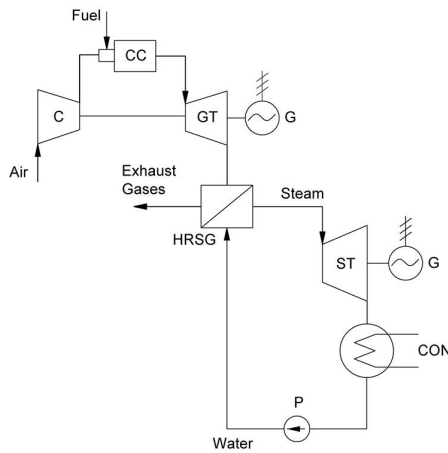 Fuel
CC
C
GT
G
Air
Exhaust
Gases
Steam
HRSG
ST
G
CON
P
Water